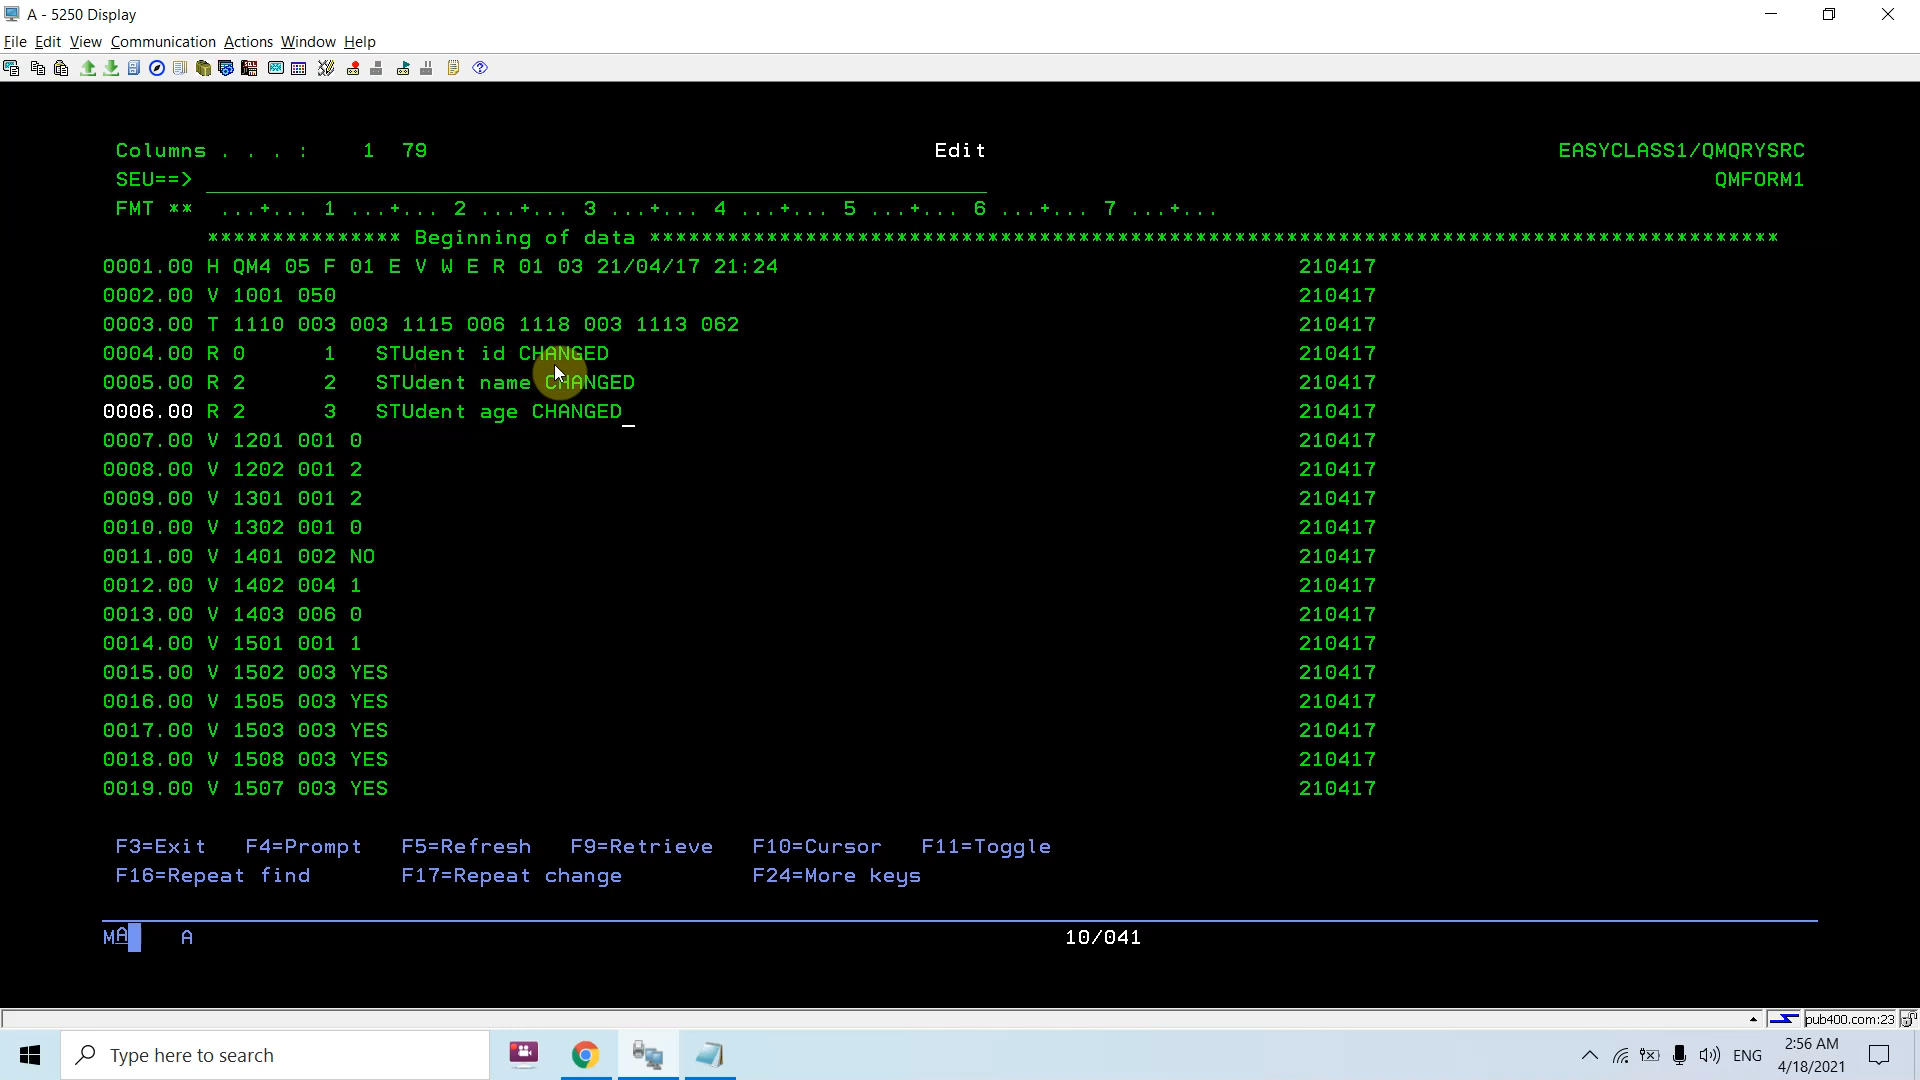 A - 5250 Display
File Edit View Communication Actions Window Help
Columns . . . : 1 79 Edit EASYCLASS1/QMQRYSRC
SEU==> QMFORM1
FMT ** ...+... 1 ...+... 2 ...+... 3 ...+... 4 ...+... 5 ...+... 6 ...+... 7 ...+...
*************** Beginning of data ***************************************************************************************
0001.00 H QM4 05 F 01 E V W E R 01 03 21/04/17 21:24 210417
0002.00 V 1001 050 210417
0003.00 T 1110 003 003 1115 006 1118 003 1113 062 210417
0004.00 R 0 1 STUdent id CHANGED 210417
0005.00 R 2 2 STUdent name CHANGED 210417
0006.00 R 2 3 STUdent age CHANGED_ 210417
0007.00 V 1201 001 0 210417
0008.00 V 1202 001 2 210417
0009.00 V 1301 001 2 210417
0010.00 V 1302 001 0 210417
0011.00 V 1401 002 NO 210417
0012.00 V 1402 004 1 210417
0013.00 V 1403 006 0 210417
0014.00 V 1501 001 1 210417
0015.00 V 1502 003 YES 210417
0016.00 V 1505 003 YES 210417
0017.00 V 1503 003 YES 210417
0018.00 V 1508 003 YES 210417
0019.00 V 1507 003 YES 210417
F3=Exit F4=Prompt F5=Refresh F9=Retrieve F10=Cursor F11=Toggle
F16=Repeat find F17=Repeat change F24=More keys
MA A 10/041
pub400.com:23
Type here to search ENG 2:56 AM
4/18/2021